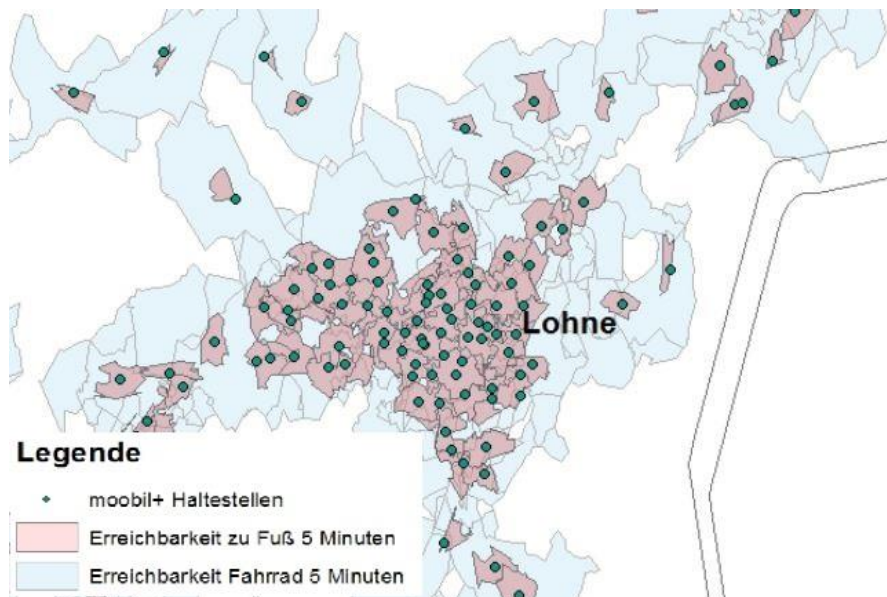 Lohne
Legende
moobil+ Haltestellen
Erreichbarkeit zu Fuß 5 Minuten
Erreichbarkeit Fahrrad 5 Minuten